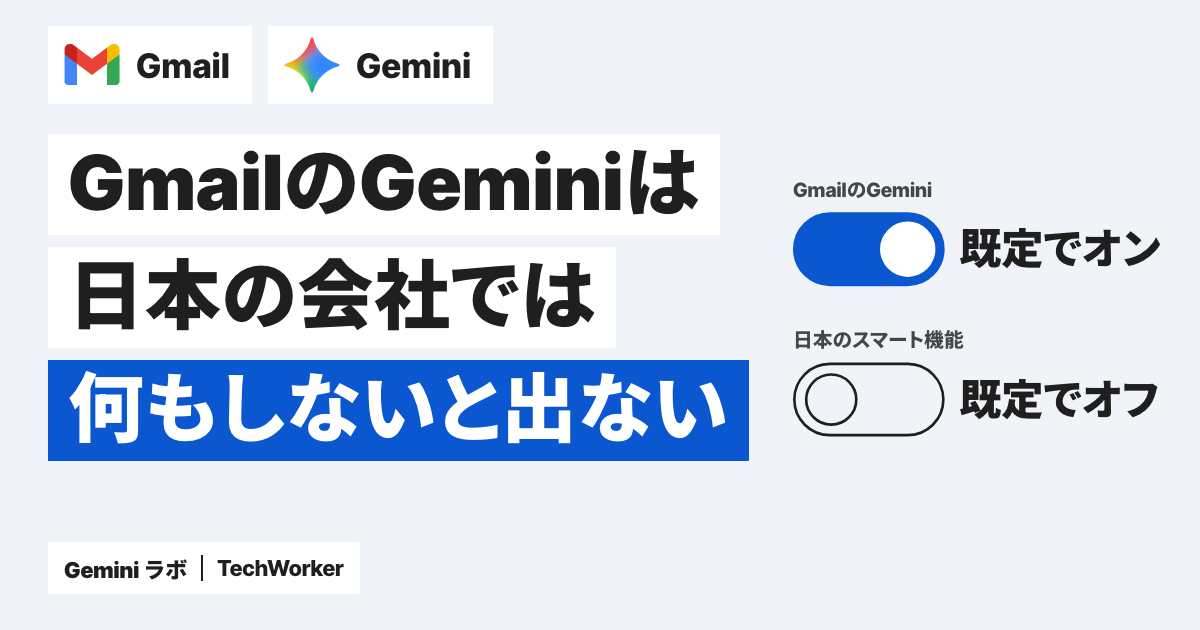 Gmail
Gemini
GmailのGeminiは
日本の会社では
何もしないと出ない
GmailのGemini
既定でオン
日本のスマート機能
既定でオフ
Gemini ラボ | TechWorker